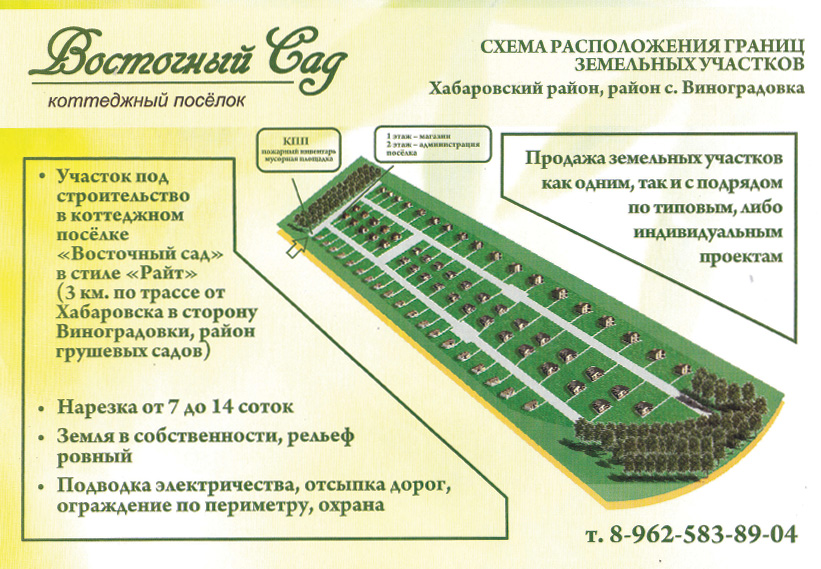 Восточный Сад
коттеджный посёлок
СХЕМА РАСПОЛОЖЕНИЯ ГРАНИЦ
ЗЕМЕЛЬНЫХ УЧАСТКОВ
Хабаровский район, район с. Виноградовка
КПП
пожарный инвентарь
мусорная площадка
1 этаж – магазин
2 этаж – администрация
посёлка
Продажа земельных участков
как одним, так и с подрядом
по типовым, либо
индивидуальным
проектам
• Участок под
строительство
в коттеджном
посёлке
«Восточный сад»
в стиле «Райт»
(3 км. по трассе от
Хабаровска в сторону
Виноградовки, район
грушевых садов)
• Нарезка от 7 до 14 соток
• Земля в собственности, рельеф
ровный
• Подводка электричества, отсыпка дорог,
ограждение по периметру, охрана
т. 8-962-583-89-04